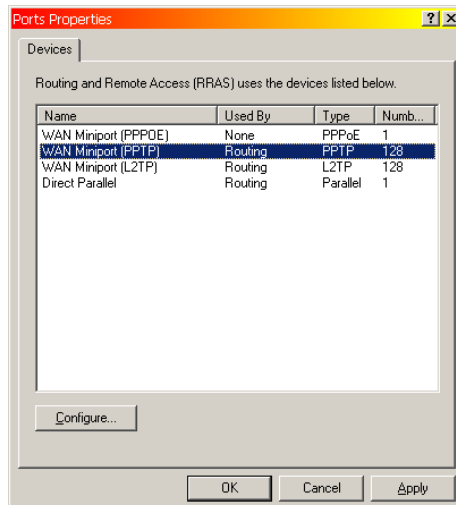 Ports Properties
Devices
Routing and Remote Access (RRAS) uses the devices listed below.
Name Used By Type Numb...
WAN Miniport (PPPOE) None PPPoE 1
WAN Miniport (PPTP) Routing PPTP 128
WAN Miniport (L2TP) Routing L2TP 128
Direct Parallel Routing Parallel 1
Configure...
OK Cancel Apply